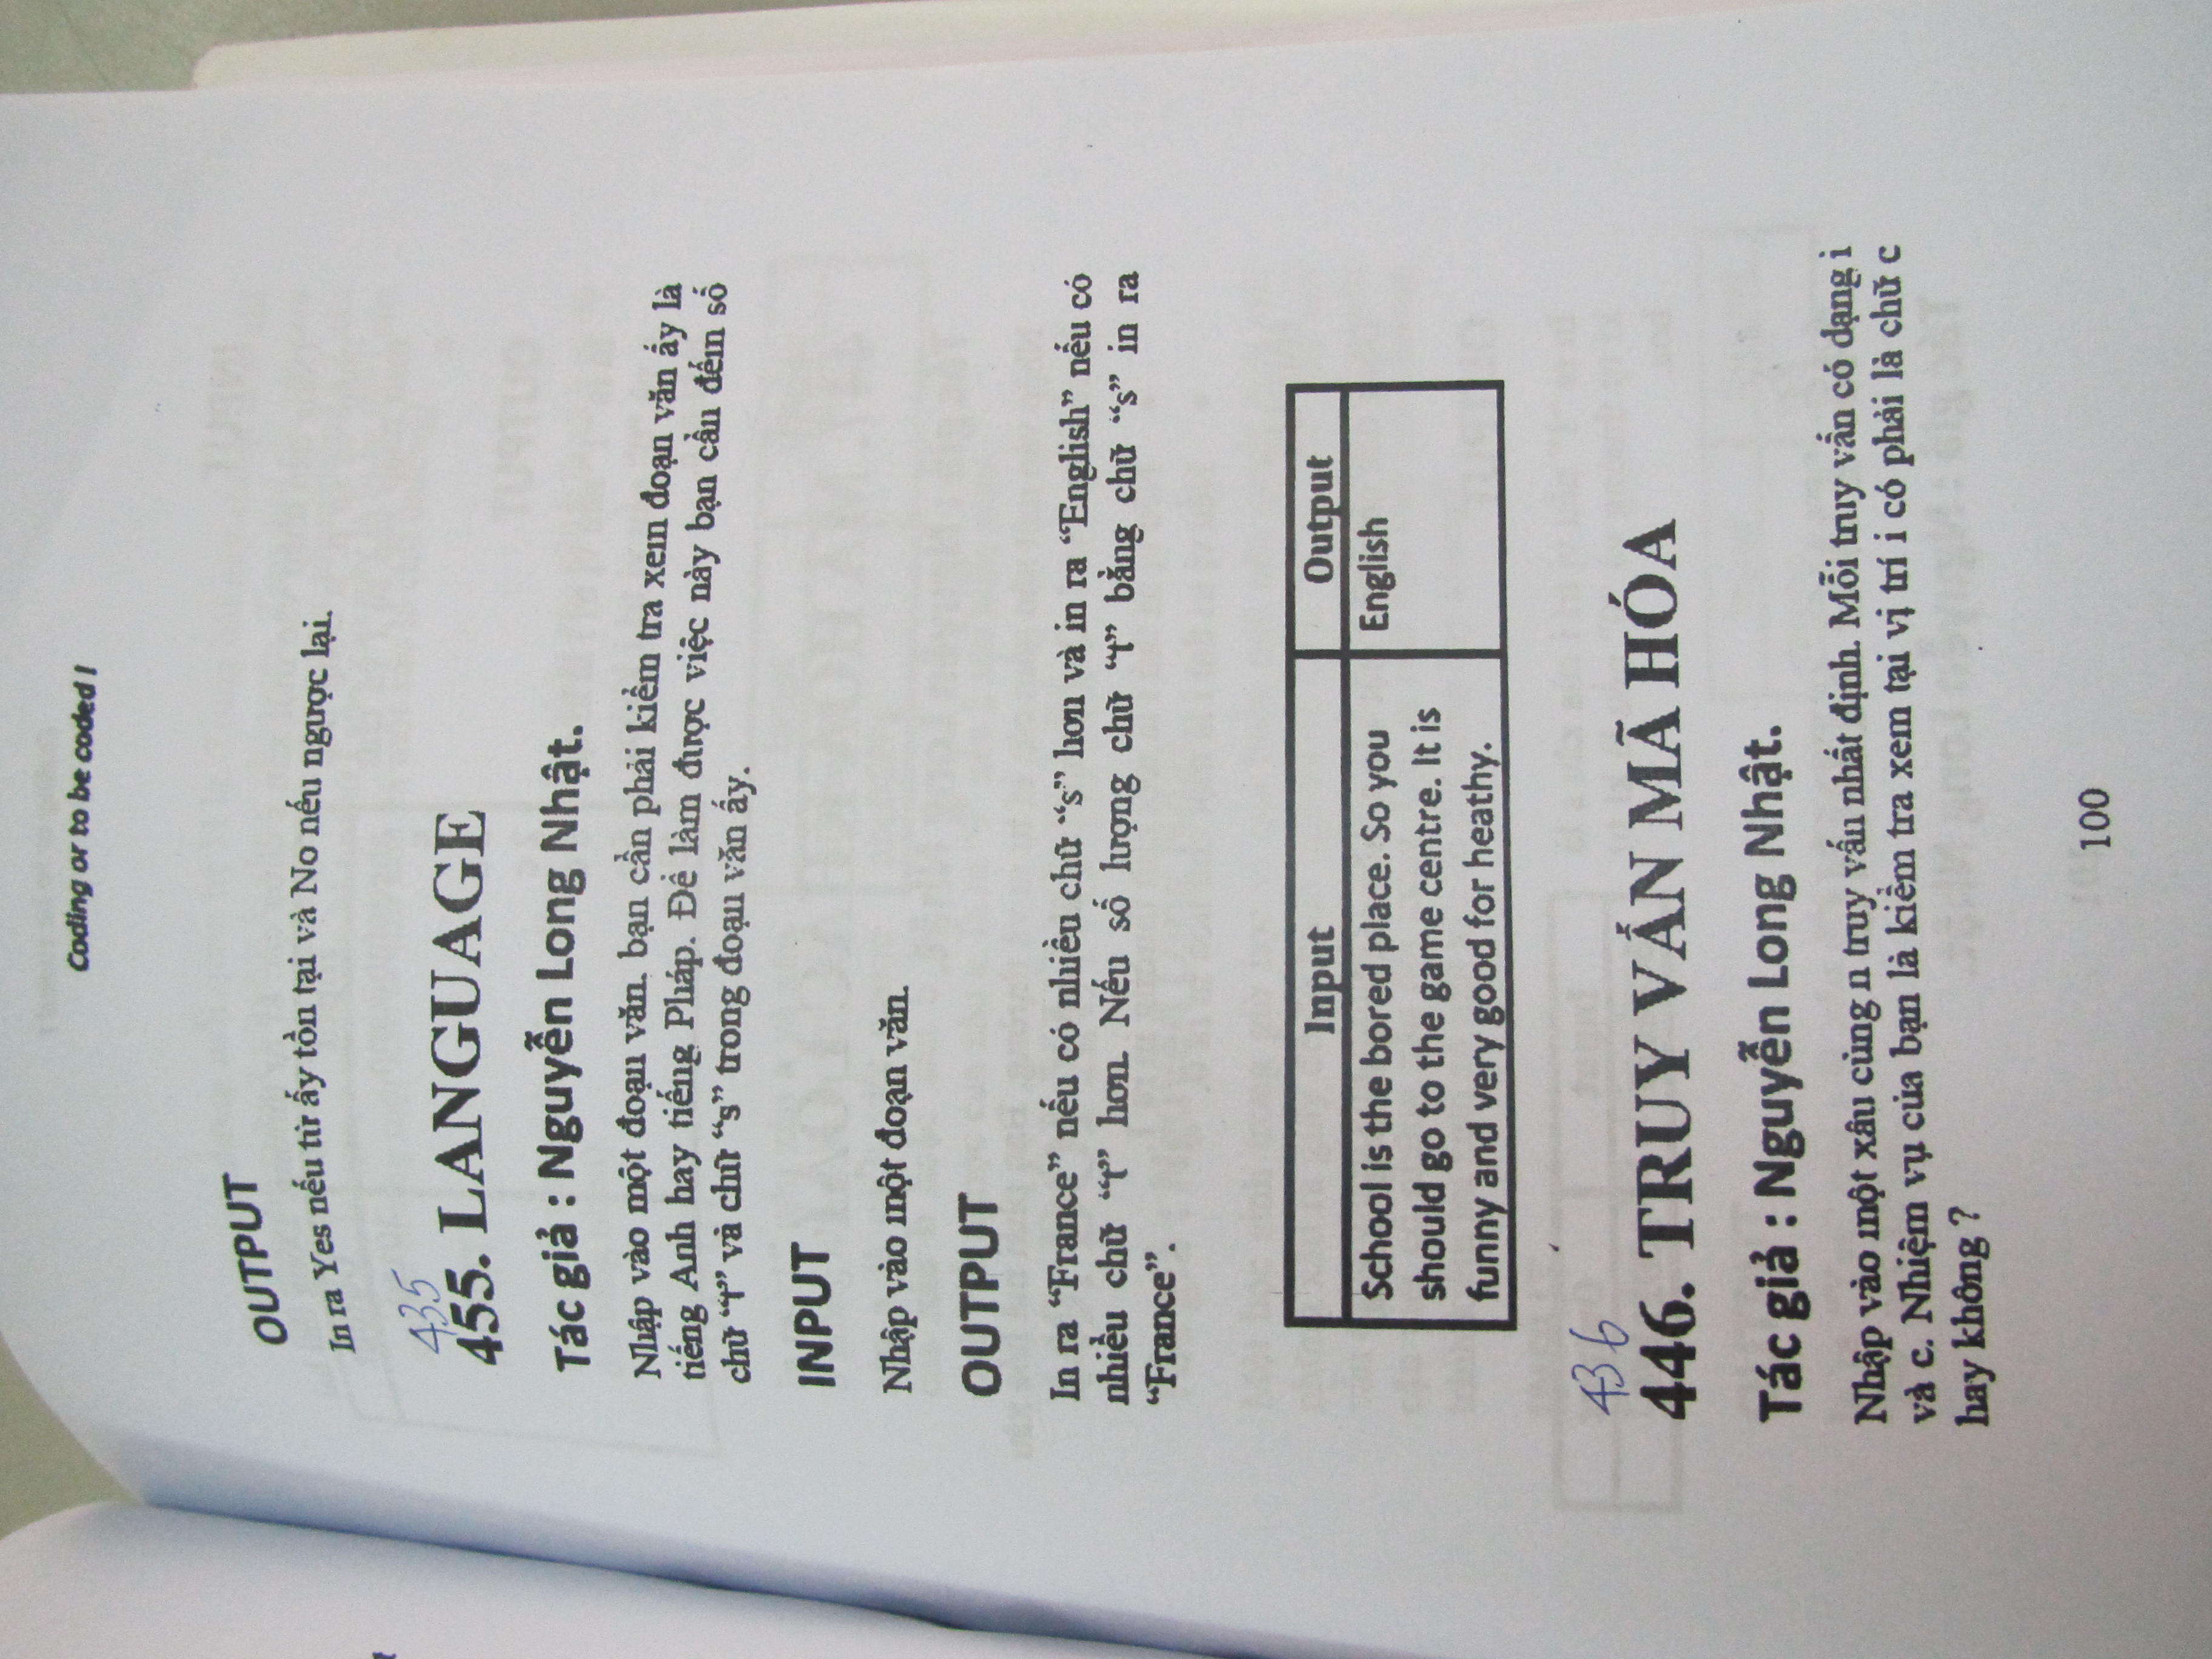 Coding or to be coded !
OUTPUT
In ra Yes nếu từ ấy tồn tại và No nếu ngược lại.
435
455. LANGUAGE
Tác giả : Nguyễn Long Nhật.
Nhập vào một đoạn văn. bạn cần phải kiểm tra xem đoạn văn ấy là
tiếng Anh hay tiếng Pháp. Để làm được việc này bạn cần đếm số
chữ “t” và chữ “s” trong đoạn văn ấy.
INPUT
Nhập vào một đoạn văn.
OUTPUT
In ra “France” nếu có nhiều chữ “s” hơn và in ra “English” nếu có
nhiều chữ “t” hơn. Nếu số lượng chữ “t” bằng chữ “s” in ra
“France”.
Input Output
School is the bored place. So you English
should go to the game centre. It is
funny and very good for heathy.
436
446. TRUY VẤN MÃ HÓA
Tác giả : Nguyễn Long Nhật.
Nhập vào một xâu cùng n truy vấn nhất định. Mỗi truy vấn có dạng i
và c. Nhiệm vụ của bạn là kiểm tra xem tại vị trí i có phải là chữ c
hay không ?
100